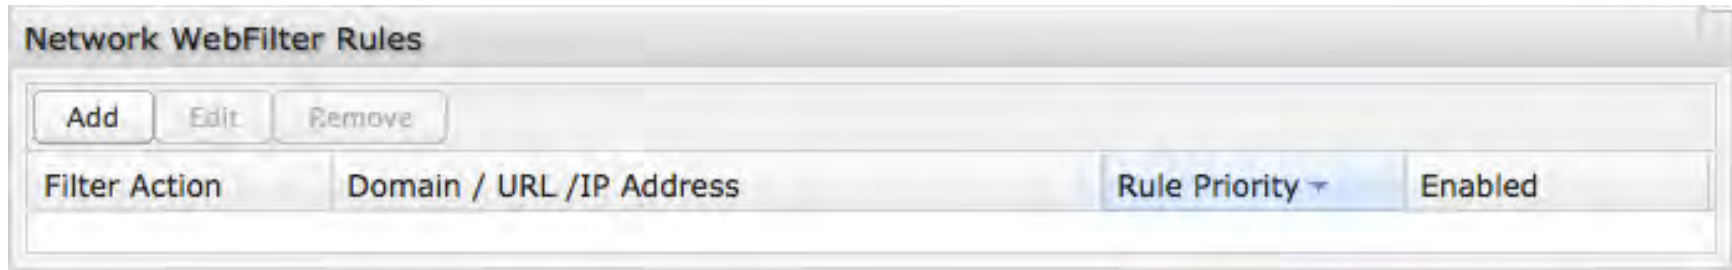 Network WebFilter Rules
Add Edit Remove
Filter Action Domain / URL /IP Address Rule Priority Enabled